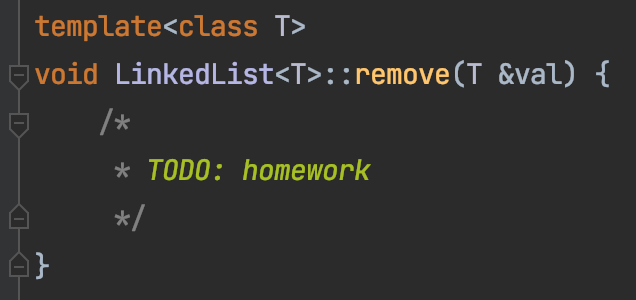 template<class T>
void LinkedList<T>::remove(T &val) {
/*
* TODO: homework
*/
}